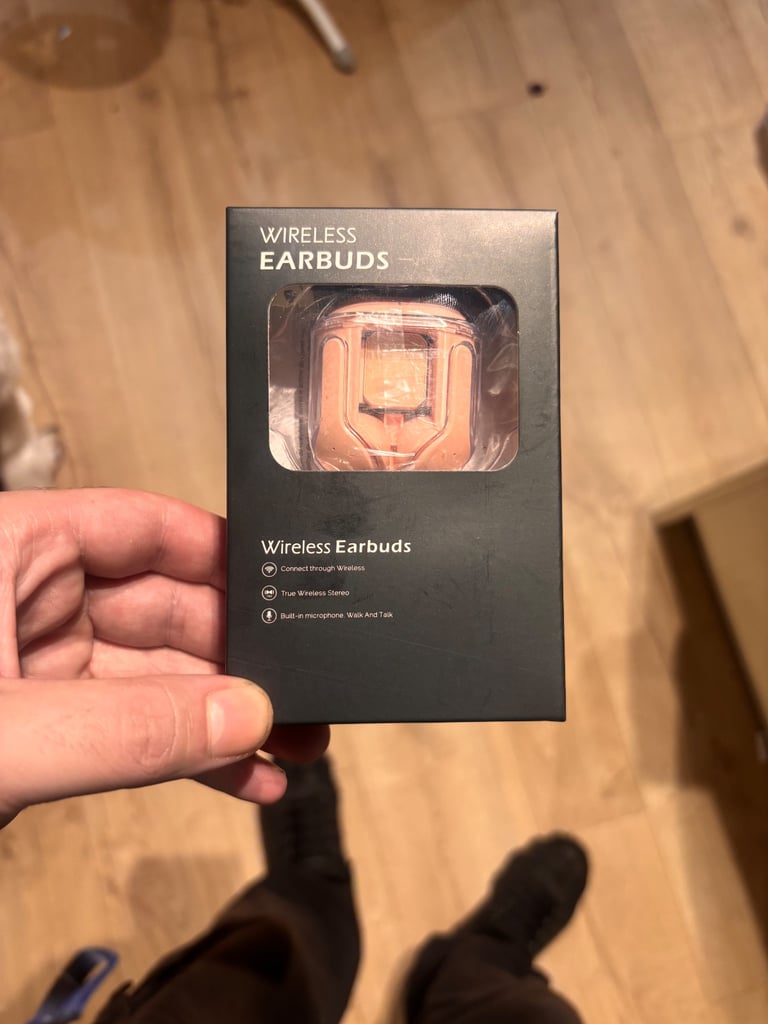 WIRELESS
EARBUDS
Wireless Earbuds
Connect through Wireless
True Wireless Stereo
Built-in microphone, Walk And Talk